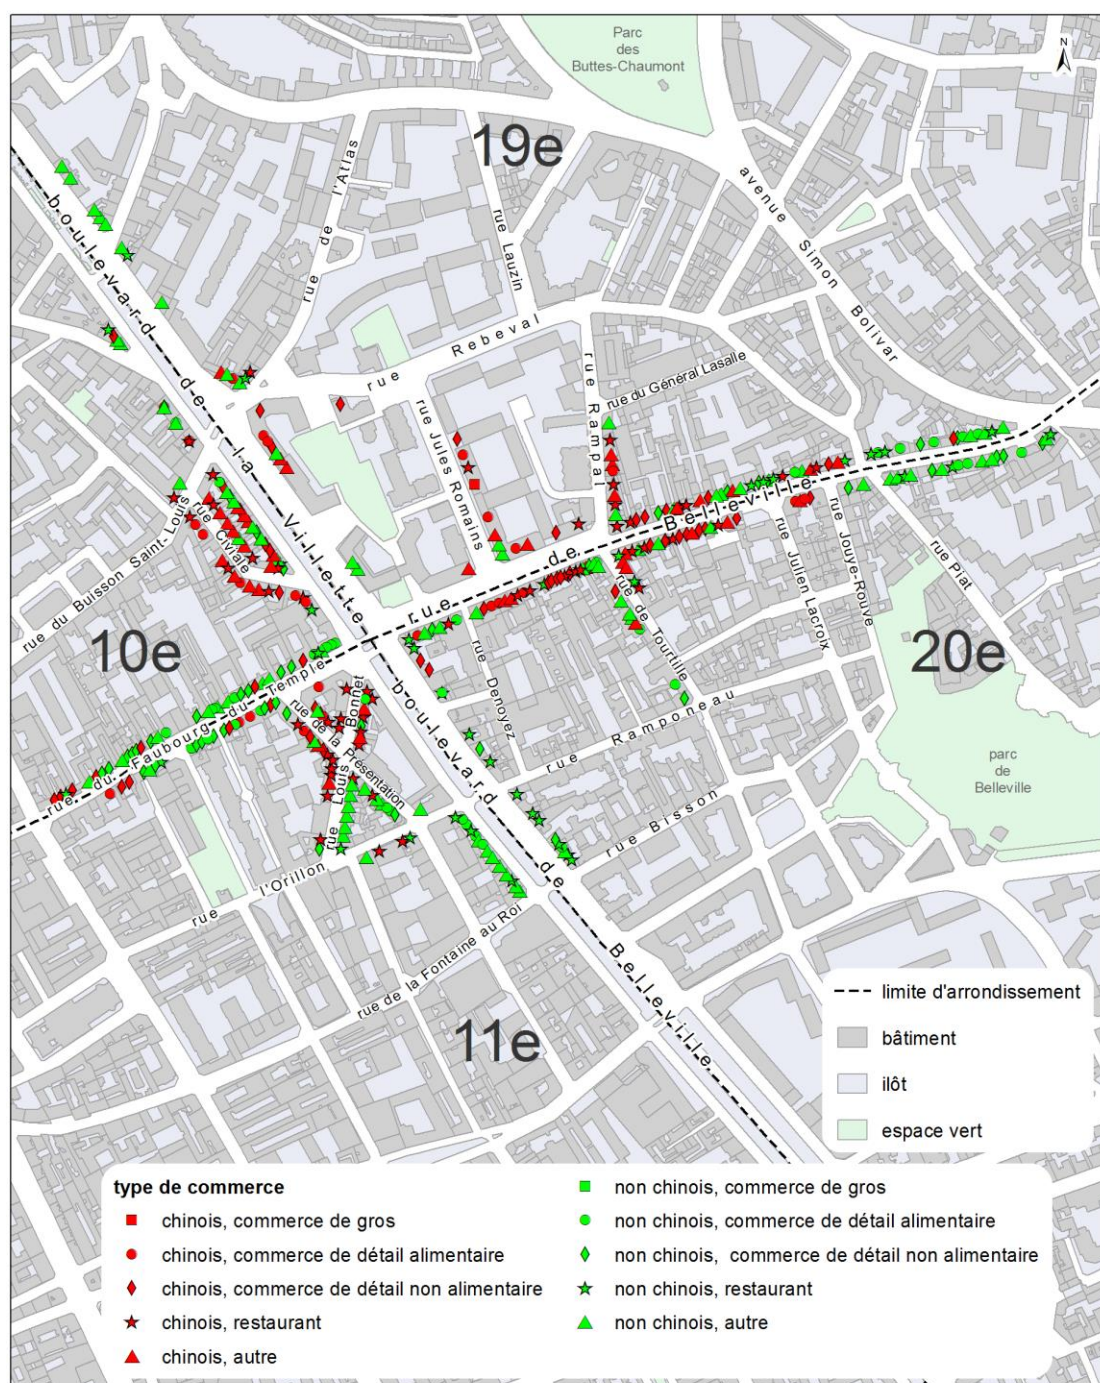 Parc
des
Buttes-Chaumont
N
19e
avenue Simon Bolivar
boulevard de la Villette
rue de l'Atlas
rue Lauzin
rue Rebeval
rue Rampal
rue du Général Lasalle
rue Jules Romains
rue de Belleville
rue Civiale
rue du Buisson Saint-Louis
rue Jouye-Rouve
rue Julien Lacroix
rue Piat
10e
20e
rue de Tourtille
rue Denoyez
rue du Faubourg du Temple
rue de la Présentation
rue Louis Bonnet
boulevard de Belleville
rue Ramponeau
parc
de
Belleville
rue Bisson
rue l'Orillon
rue de la Fontaine au Roi
11e
limite d'arrondissement
bâtiment
ilôt
espace vert
type de commerce
chinois, commerce de gros
chinois, commerce de détail alimentaire
chinois, commerce de détail non alimentaire
chinois, restaurant
chinois, autre
non chinois, commerce de gros
non chinois, commerce de détail alimentaire
non chinois, commerce de détail non alimentaire
non chinois, restaurant
non chinois, autre